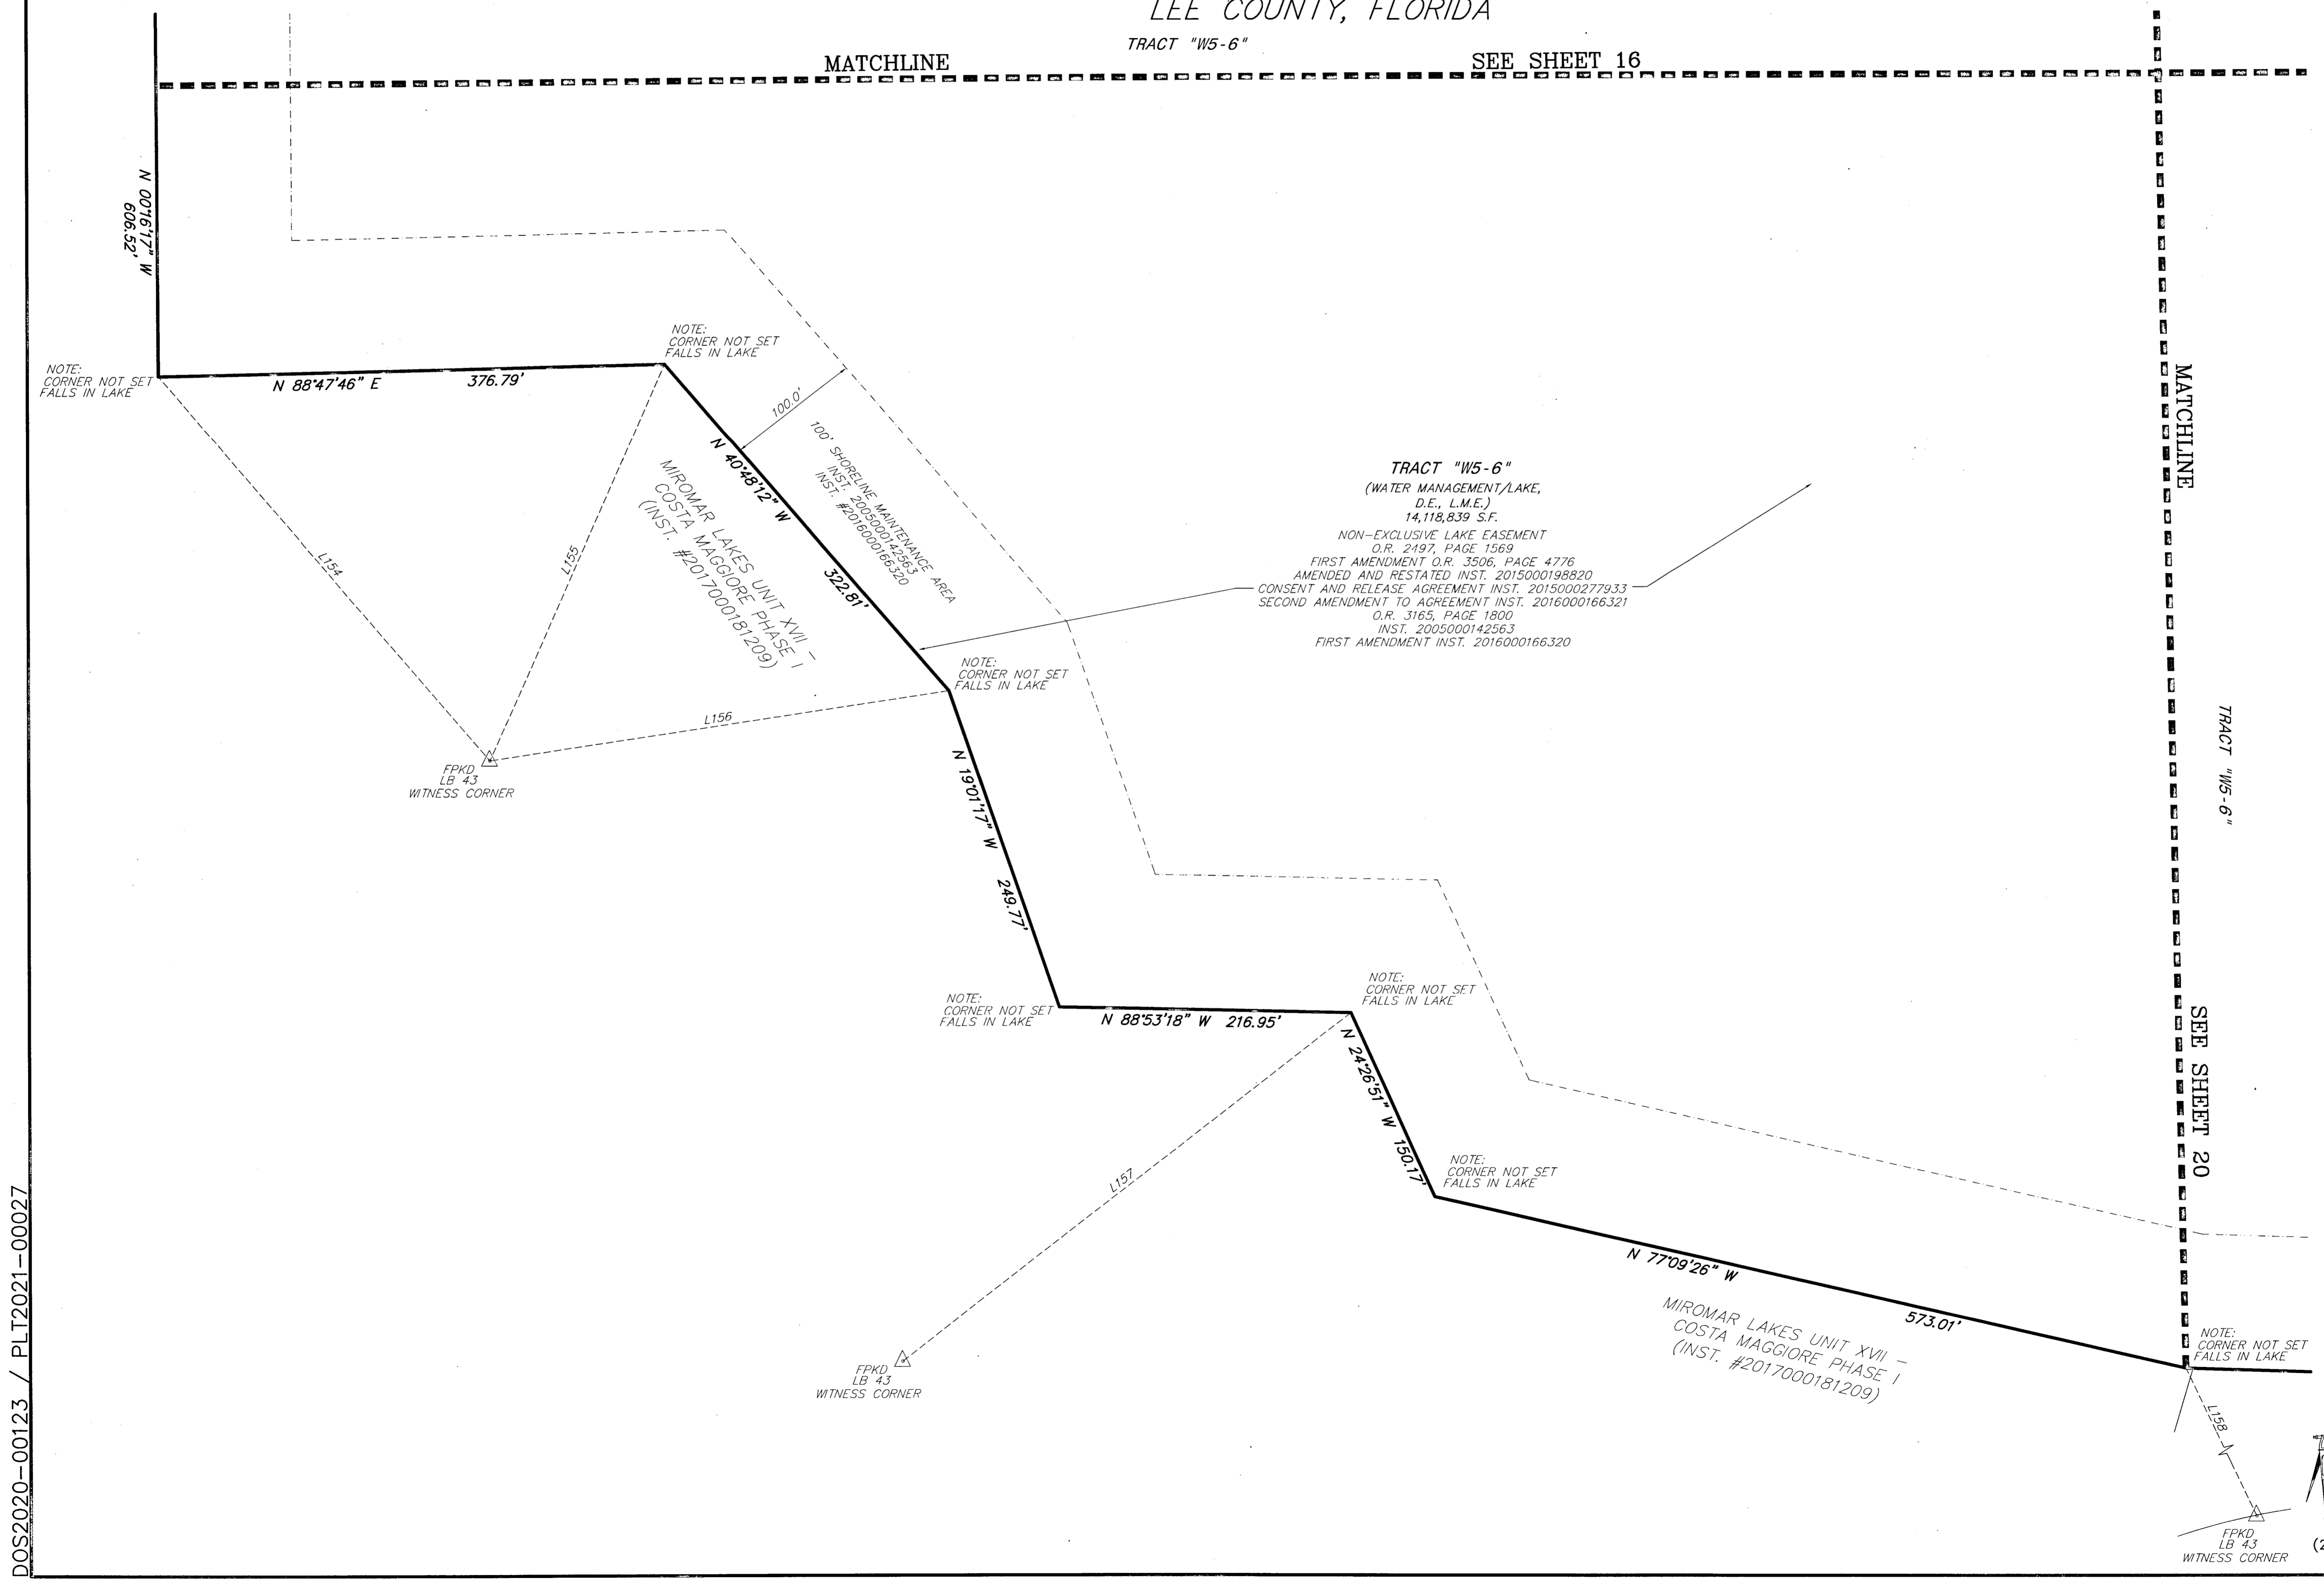 LEE COUNTY, FLORIDA
TRACT "W5-6"
MATCHLINE
SEE SHEET 16
N 00°16'17" W
606.52'
NOTE:
CORNER NOT SET
FALLS IN LAKE
NOTE:
CORNER NOT SET
FALLS IN LAKE
N 88°47'46" E
376.79'
100.0'
100' SHORELINE MAINTENANCE AREA
INST. 2005000142563
INST. #2016000166320
N 40°48'12" W
322.81'
MIROMAR LAKES UNIT XVII –
COSTA MAGGIORE PHASE I
(INST. #2017000181209)
L154
L155
L156
FPKD
LB 43
WITNESS CORNER
TRACT "W5-6"
(WATER MANAGEMENT/LAKE,
D.E., L.M.E.)
14,118,839 S.F.
NON-EXCLUSIVE LAKE EASEMENT
O.R. 2497, PAGE 1569
FIRST AMENDMENT O.R. 3506, PAGE 4776
AMENDED AND RESTATED INST. 2015000198820
CONSENT AND RELEASE AGREEMENT INST. 2015000277933
SECOND AMENDMENT TO AGREEMENT INST. 2016000166321
O.R. 3165, PAGE 1800
INST. 2005000142563
FIRST AMENDMENT INST. 2016000166320
NOTE:
CORNER NOT SET
FALLS IN LAKE
N 19°01'17" W
249.77'
NOTE:
CORNER NOT SET
FALLS IN LAKE
N 88°53'18" W 216.95'
NOTE:
CORNER NOT SET
FALLS IN LAKE
N 24°26'51" W 150.17'
NOTE:
CORNER NOT SET
FALLS IN LAKE
L157
FPKD
LB 43
WITNESS CORNER
N 77°09'26" W
573.01'
MIROMAR LAKES UNIT XVII –
COSTA MAGGIORE PHASE I
(INST. #2017000181209)
MATCHLINE
SEE SHEET 20
TRACT "W5-6"
NOTE:
CORNER NOT SET
FALLS IN LAKE
L158
FPKD
LB 43
WITNESS CORNER
(2
DOS2020-00123 / PLT2021-00027